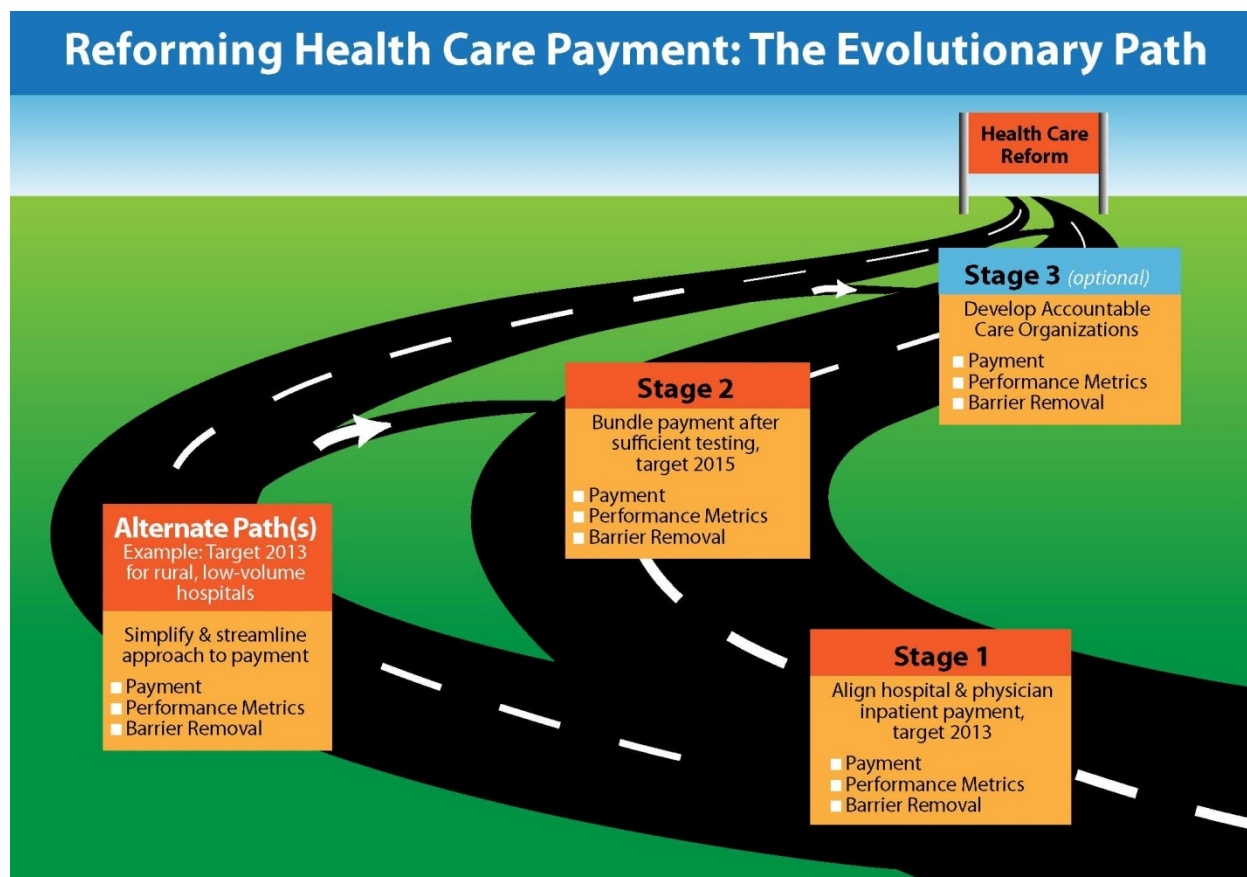 Reforming Health Care Payment: The Evolutionary Path
Health Care
Reform
Stage 3 (optional)
Develop Accountable
Care Organizations
Payment
Performance Metrics
Barrier Removal
Stage 2
Bundle payment after
sufficient testing,
target 2015
Payment
Performance Metrics
Barrier Removal
Alternate Path(s)
Example: Target 2013
for rural, low-volume
hospitals
Simplify & streamline
approach to payment
Payment
Performance Metrics
Barrier Removal
Stage 1
Align hospital & physician
inpatient payment,
target 2013
Payment
Performance Metrics
Barrier Removal